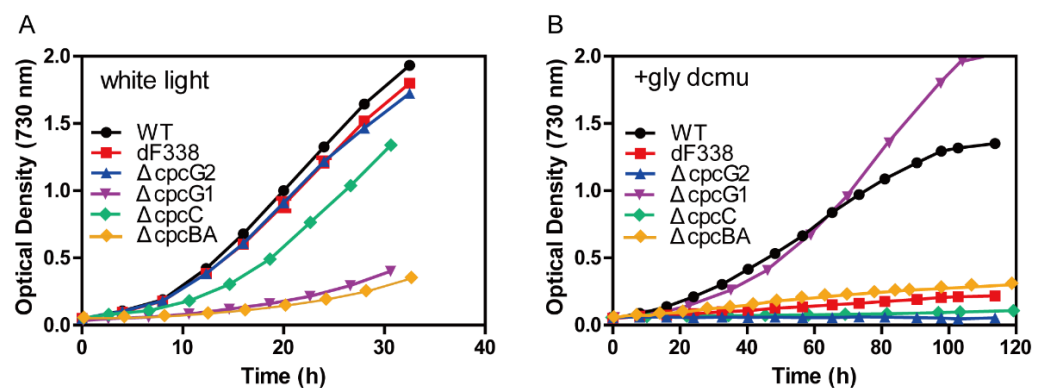 A
white light
Optical Density (730 nm)
2.0
1.5
1.0
0.5
0.0
WT
dF338
ΔcpcG2
ΔcpcG1
ΔcpcC
ΔcpcBA
0 10 20 30 40
Time (h)
B
+gly dcmu
Optical Density (730 nm)
2.0
1.5
1.0
0.5
0.0
WT
dF338
ΔcpcG2
ΔcpcG1
ΔcpcC
ΔcpcBA
0 20 40 60 80 100 120
Time (h)